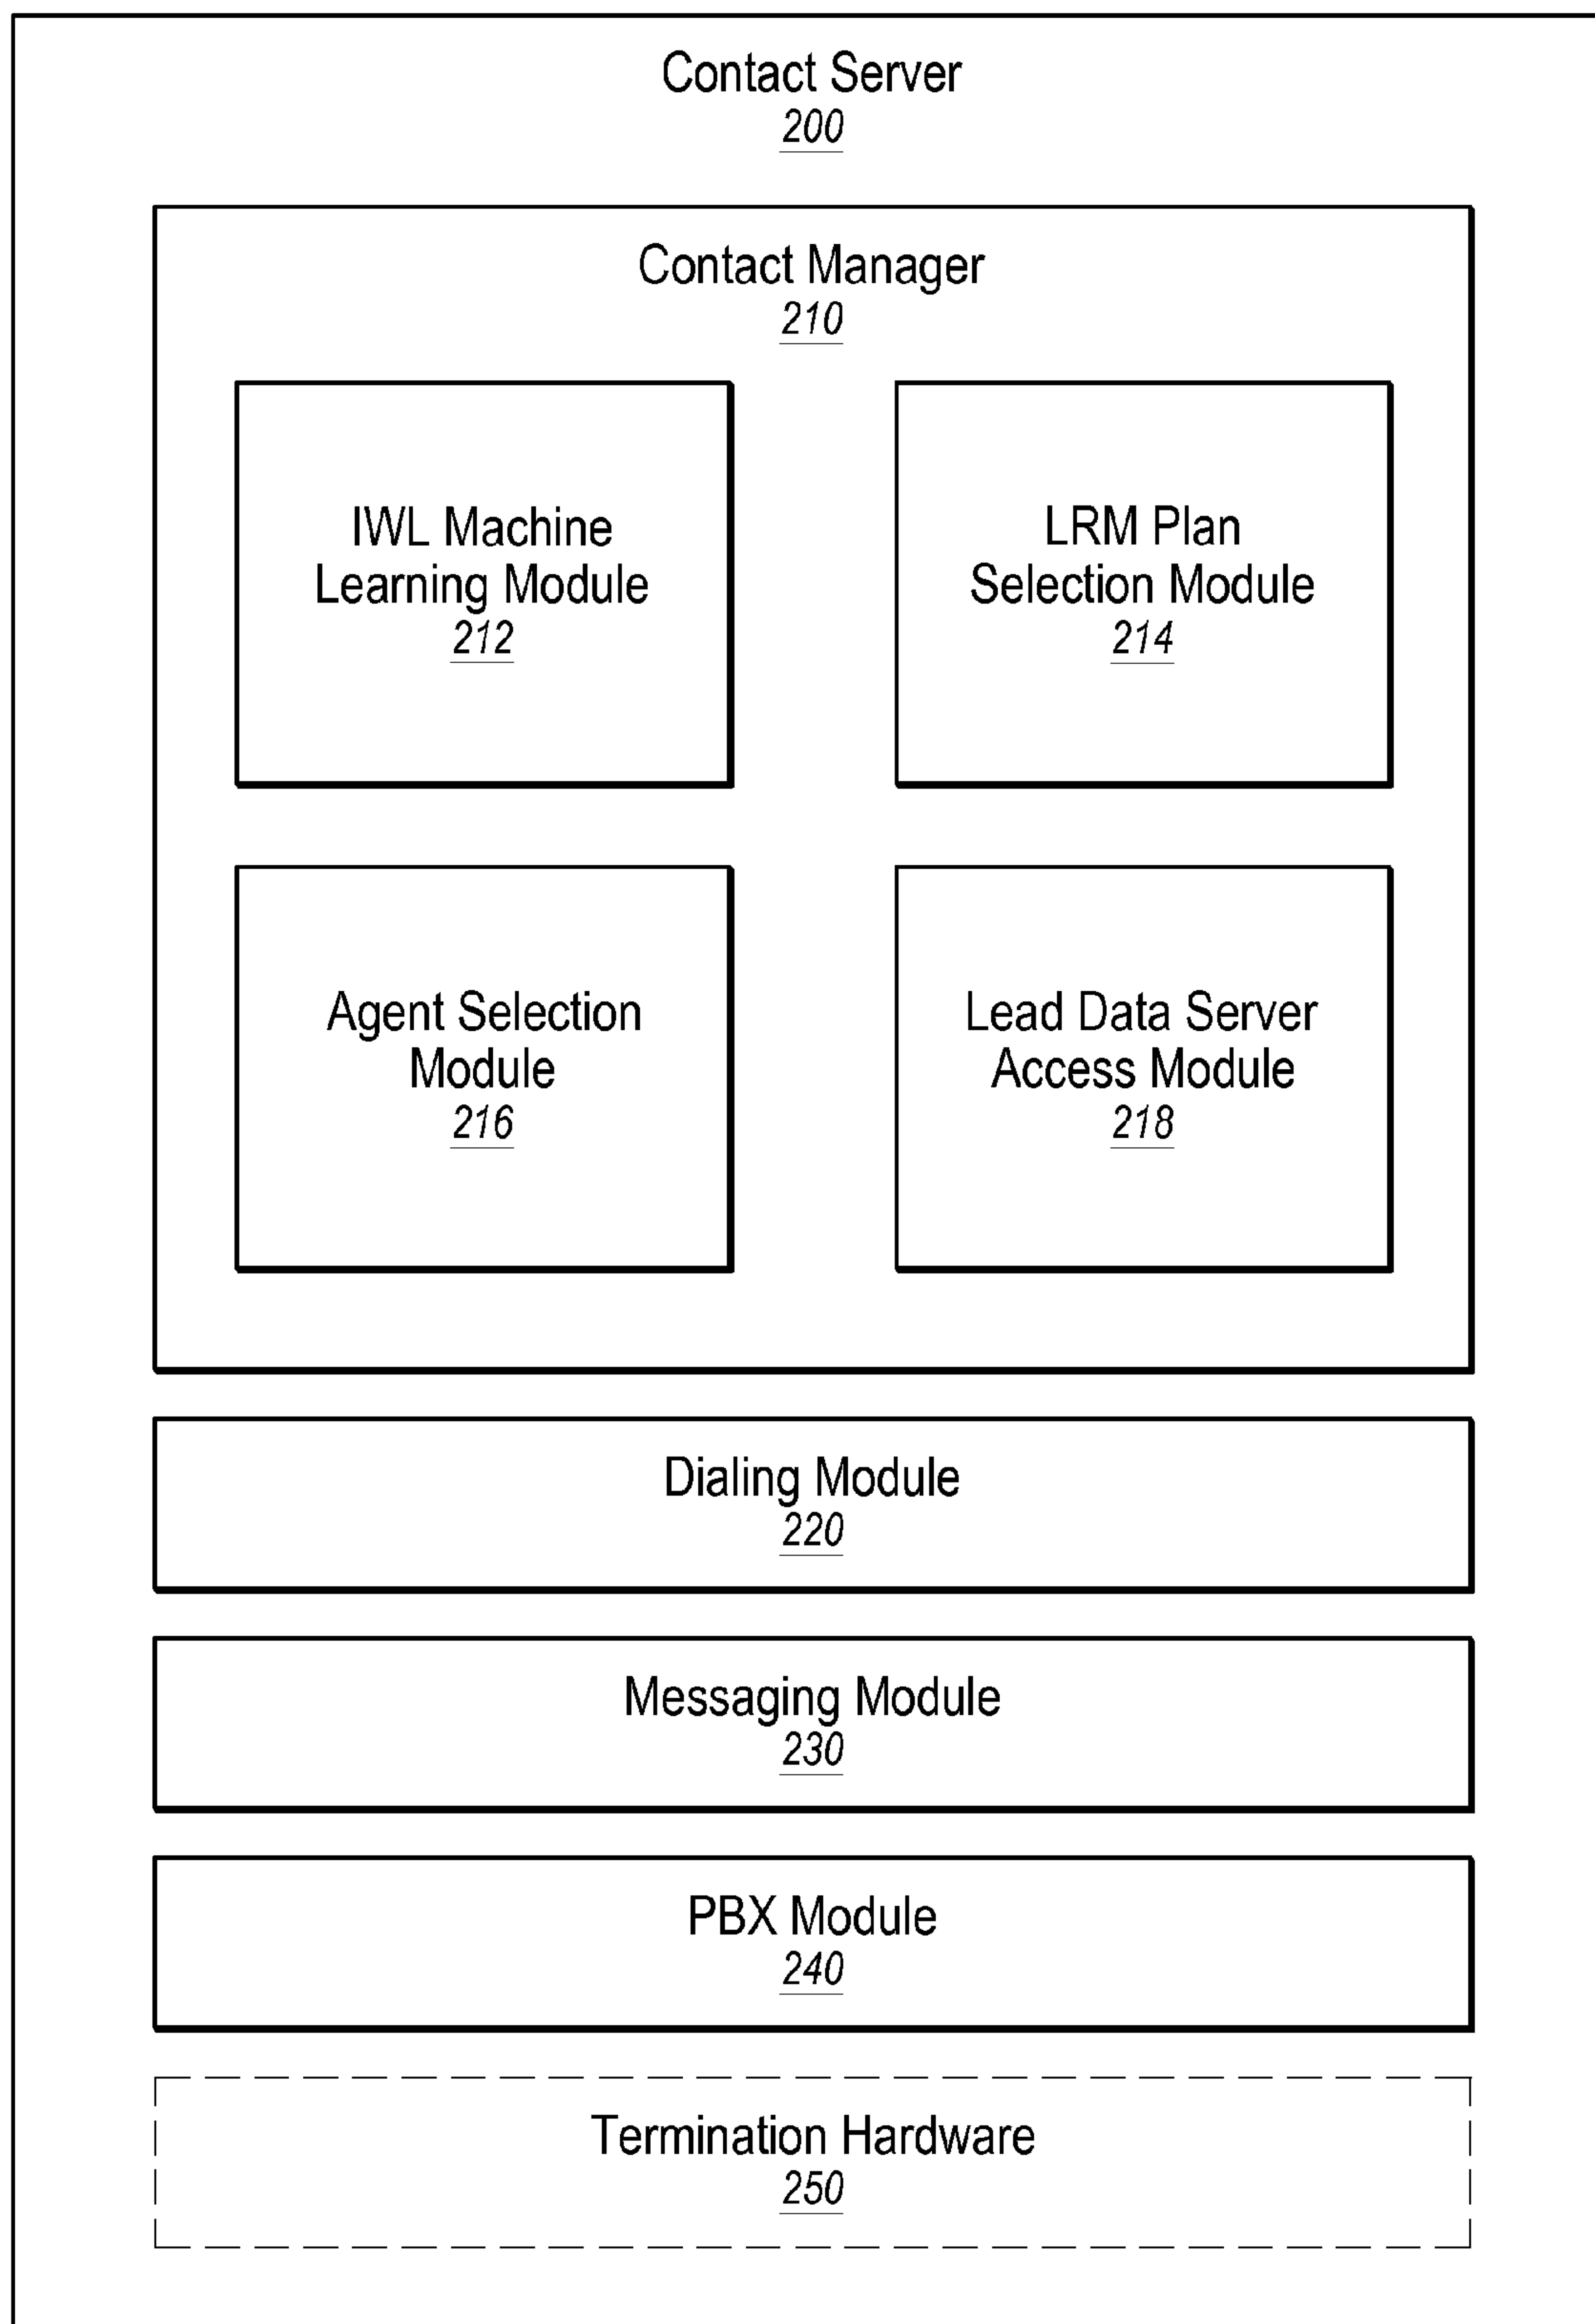 Contact Server
200
Contact Manager
210
IWL Machine
Learning Module
212
LRM Plan
Selection Module
214
Agent Selection
Module
216
Lead Data Server
Access Module
218
Dialing Module
220
Messaging Module
230
PBX Module
240
Termination Hardware
250